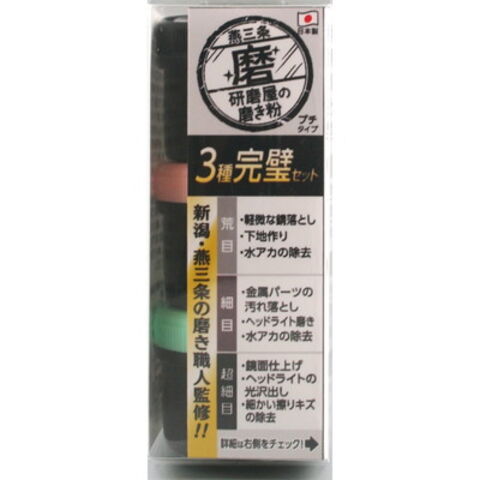 日本製
燕三条
磨
研磨屋の
磨き粉
プチ
タイプ
3種完璧セット
新潟・燕三条の磨き職人監修!!
荒目
・軽微な錆落とし
・下地作り
・水アカの除去
細目
・金属パーツの
汚れ落とし
・ヘッドライト磨き
・水アカの除去
超細目
・鏡面仕上げ
・ヘッドライトの
光沢出し
・細かい擦りキズ
の除去
詳細は右側をチェック!